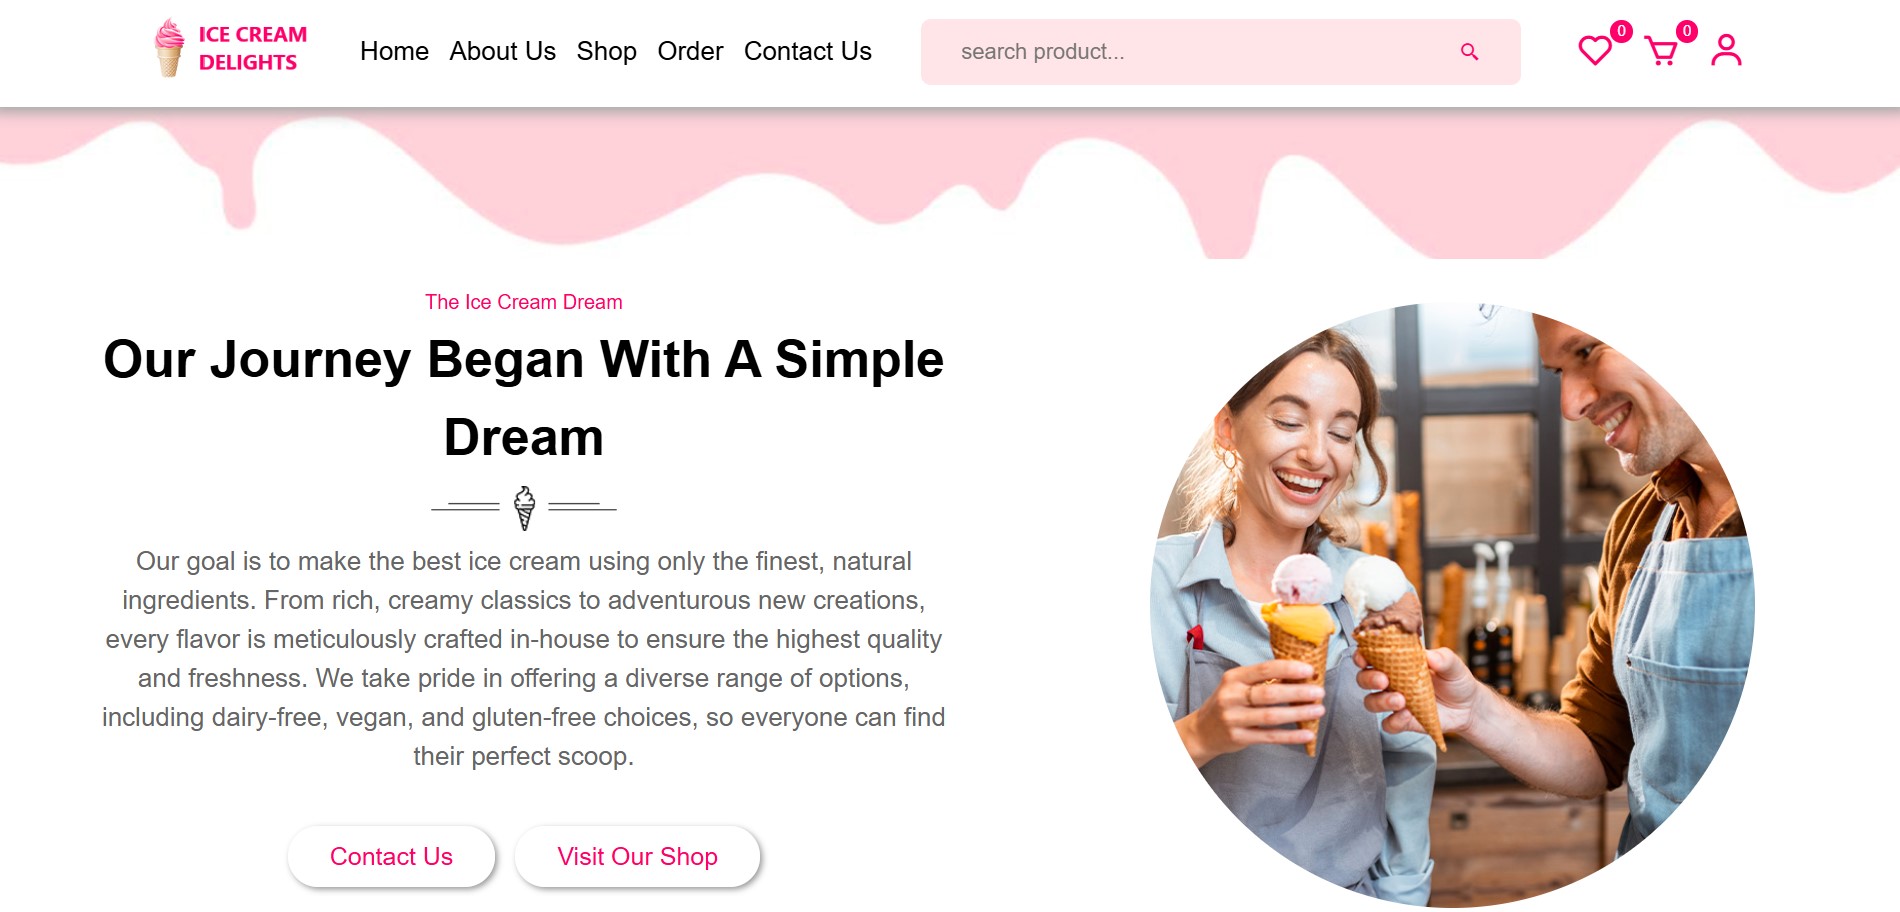 ICE CREAM
DELIGHTS
Home About Us Shop Order Contact Us
search product...
0
0
The Ice Cream Dream
Our Journey Began With A Simple
Dream
Our goal is to make the best ice cream using only the finest, natural
ingredients. From rich, creamy classics to adventurous new creations,
every flavor is meticulously crafted in-house to ensure the highest quality
and freshness. We take pride in offering a diverse range of options,
including dairy-free, vegan, and gluten-free choices, so everyone can find
their perfect scoop.
Contact Us
Visit Our Shop